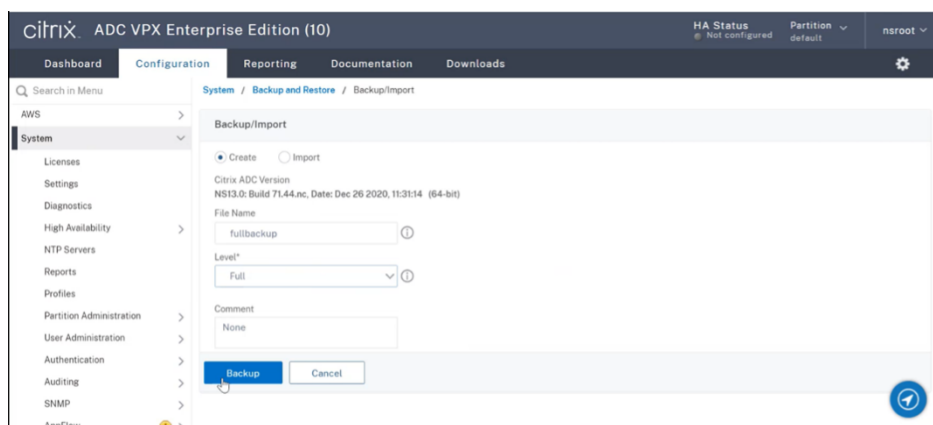 citrix. ADC VPX Enterprise Edition (10)
HA Status
Not configured
Partition
default
nsroot
Dashboard Configuration Reporting Documentation Downloads
Search in Menu
AWS
System
Licenses
Settings
Diagnostics
High Availability
NTP Servers
Reports
Profiles
Partition Administration
User Administration
Authentication
Auditing
SNMP
AppFlow
System / Backup and Restore / Backup/Import
Backup/Import
Create Import
Citrix ADC Version
NS13.0: Build 71.44.nc, Date: Dec 26 2020, 11:31:14 (64-bit)
File Name
fullbackup
Level*
Full
Comment
None
Backup Cancel